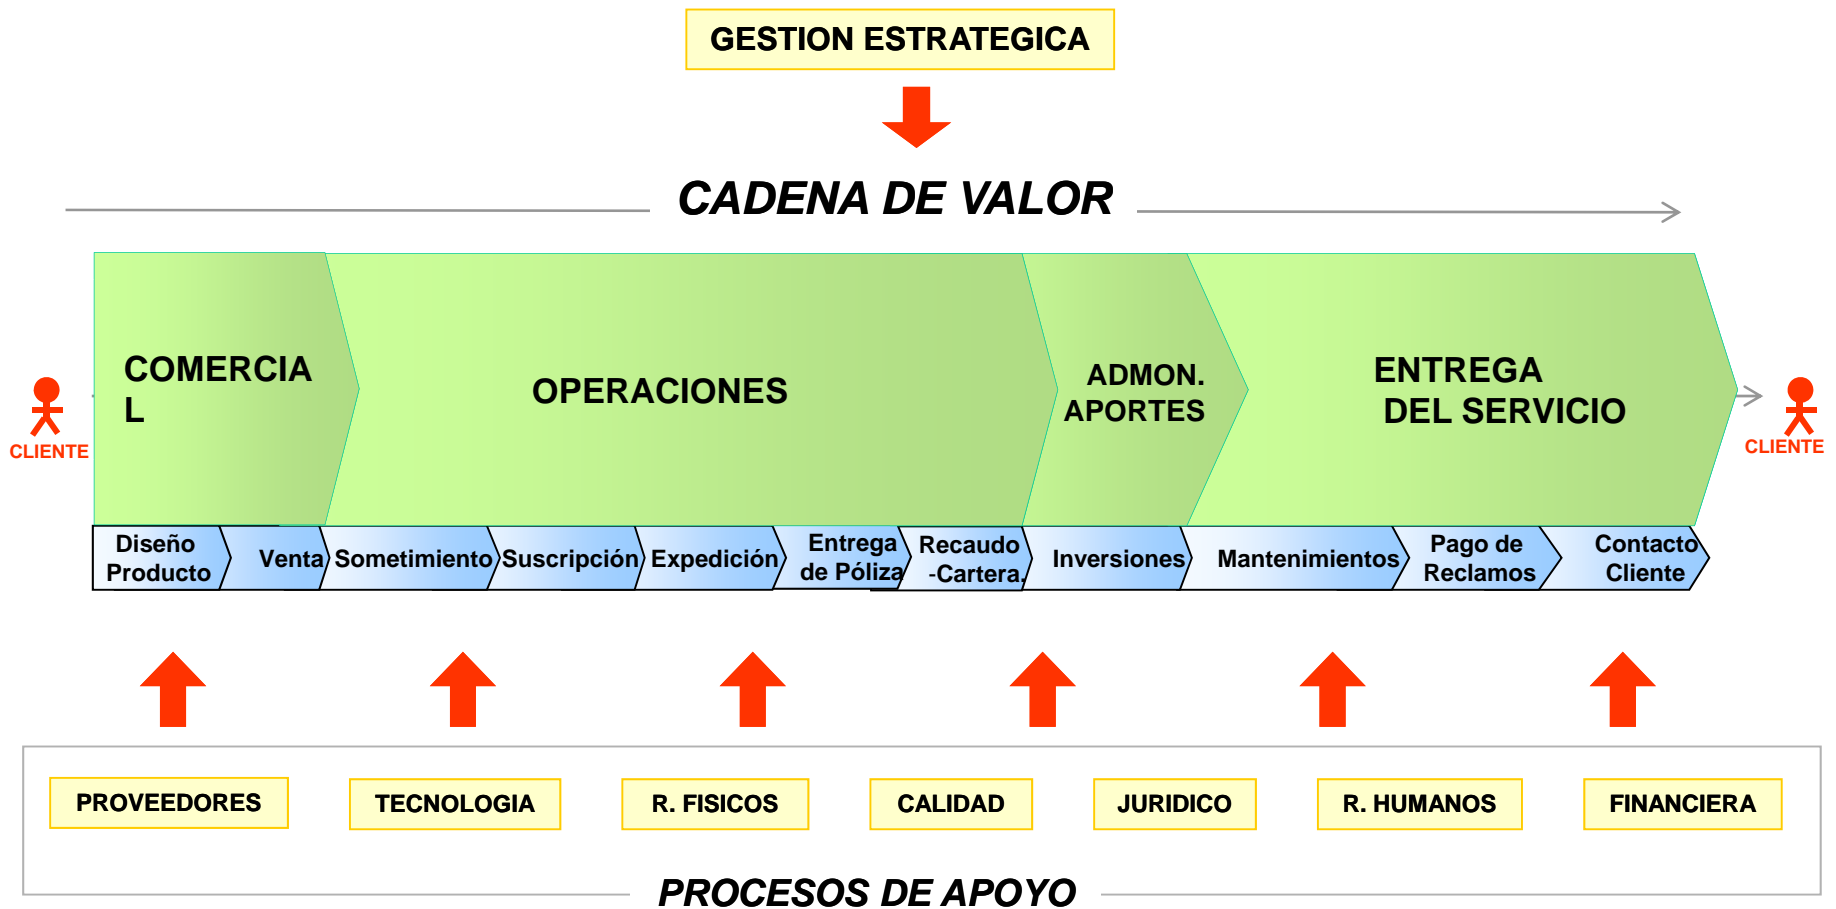 GESTION ESTRATEGICA
CADENA DE VALOR
COMERCIA
L
OPERACIONES
ADMON.
APORTES
ENTREGA
DEL SERVICIO
CLIENTE
CLIENTE
Diseño
Producto
Venta
Sometimiento
Suscripción
Expedición
Entrega
de Póliza
Recaudo
-Cartera.
Inversiones
Mantenimientos
Pago de
Reclamos
Contacto
Cliente
PROVEEDORES
TECNOLOGIA
R. FISICOS
CALIDAD
JURIDICO
R. HUMANOS
FINANCIERA
PROCESOS DE APOYO